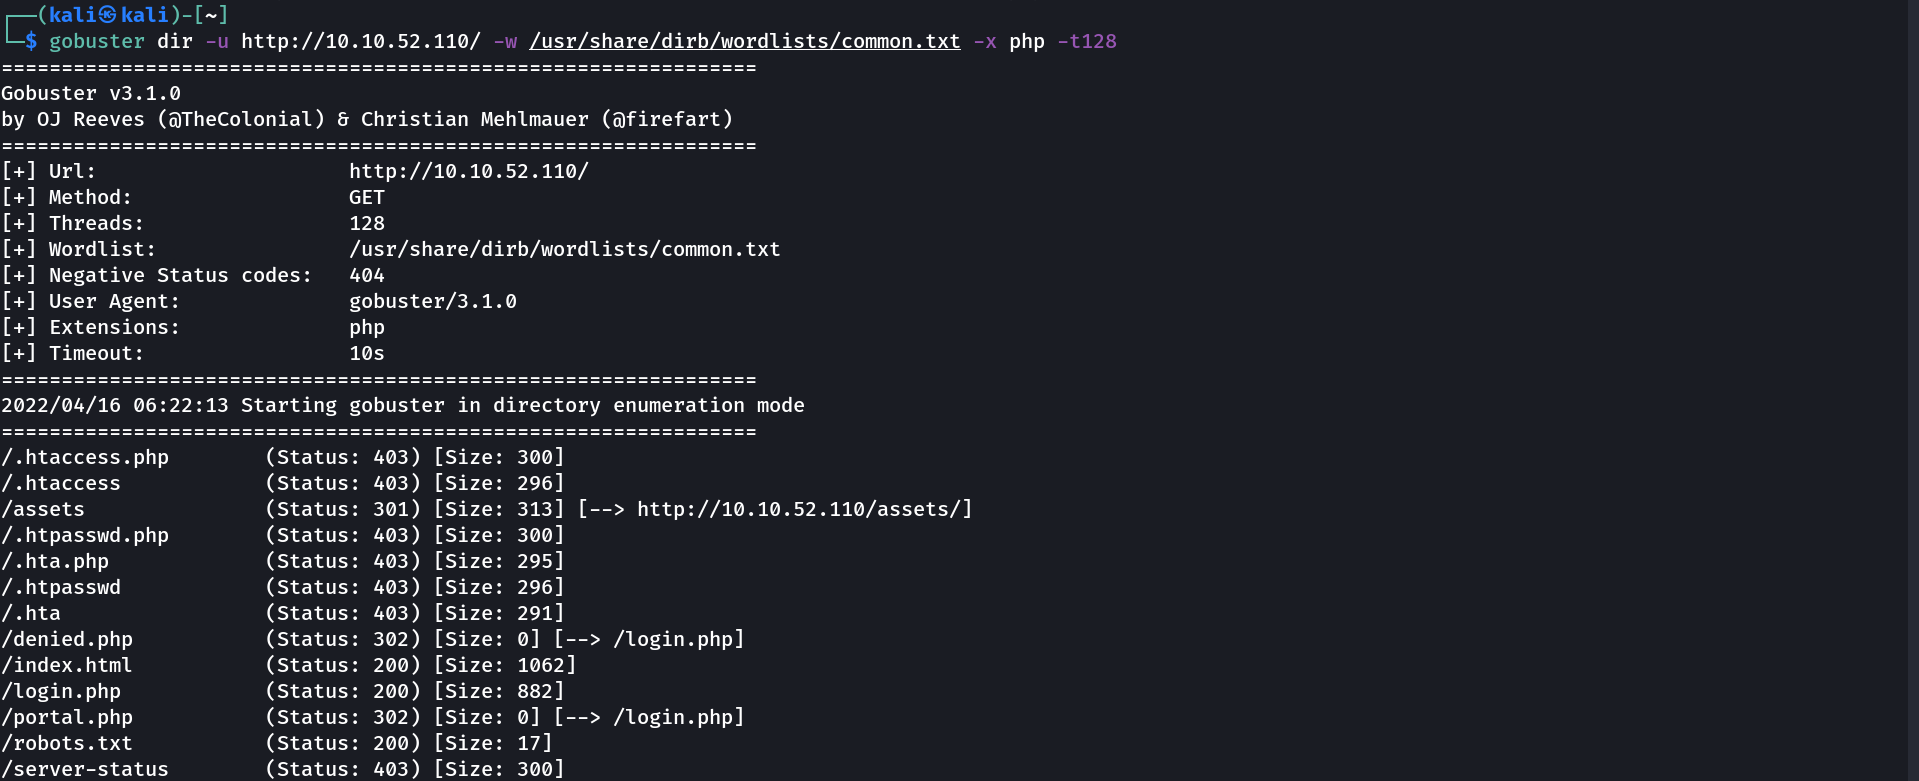 ┌──(kali㉿kali)-[~]
└─$ gobuster dir -u http://10.10.52.110/ -w /usr/share/dirb/wordlists/common.txt -x php -t128
===============================================================
Gobuster v3.1.0
by OJ Reeves (@TheColonial) & Christian Mehlmauer (@firefart)
===============================================================
[+] Url:                     http://10.10.52.110/
[+] Method:                  GET
[+] Threads:                 128
[+] Wordlist:                /usr/share/dirb/wordlists/common.txt
[+] Negative Status codes:   404
[+] User Agent:              gobuster/3.1.0
[+] Extensions:              php
[+] Timeout:                 10s
===============================================================
2022/04/16 06:22:13 Starting gobuster in directory enumeration mode
===============================================================
/.htaccess.php        (Status: 403) [Size: 300]
/.htaccess            (Status: 403) [Size: 296]
/assets               (Status: 301) [Size: 313] [--> http://10.10.52.110/assets/]
/.htpasswd.php        (Status: 403) [Size: 300]
/.hta.php             (Status: 403) [Size: 295]
/.htpasswd            (Status: 403) [Size: 296]
/.hta                 (Status: 403) [Size: 291]
/denied.php           (Status: 302) [Size: 0] [--> /login.php]
/index.html           (Status: 200) [Size: 1062]
/login.php            (Status: 200) [Size: 882]
/portal.php           (Status: 302) [Size: 0] [--> /login.php]
/robots.txt           (Status: 200) [Size: 17]
/server-status        (Status: 403) [Size: 300]